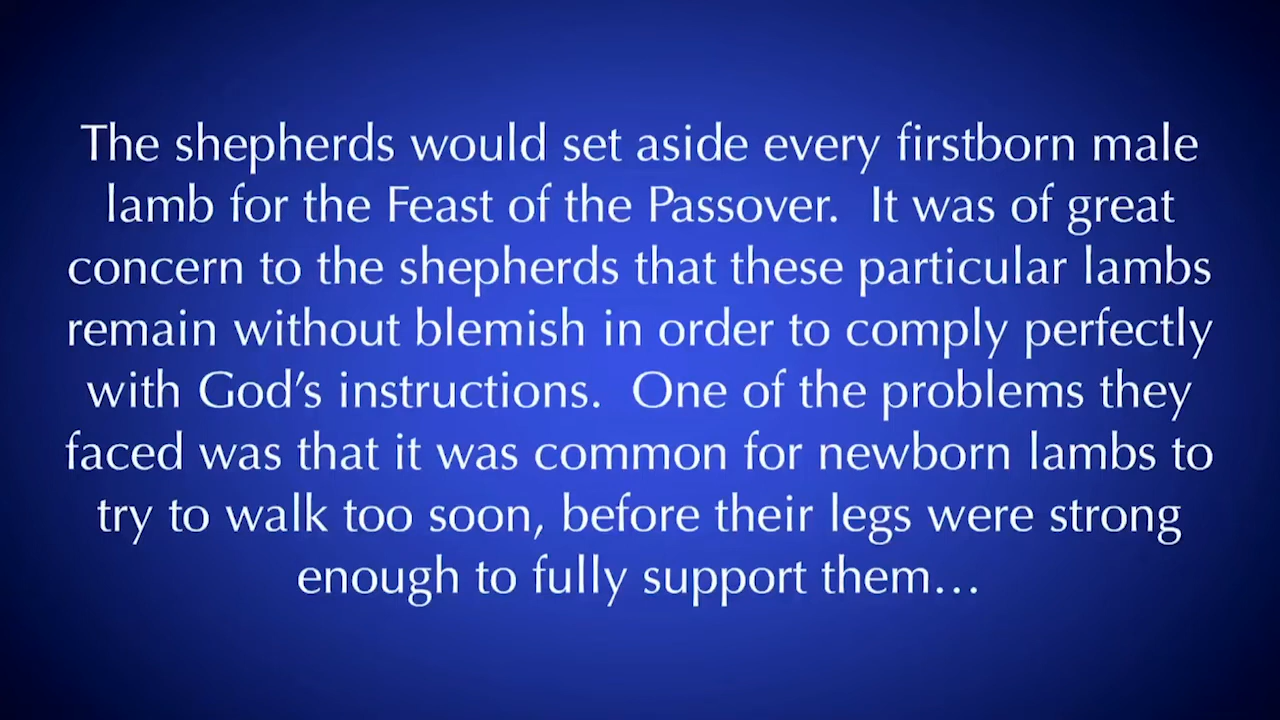 The shepherds would set aside every firstborn male
lamb for the Feast of the Passover.  It was of great
concern to the shepherds that these particular lambs
remain without blemish in order to comply perfectly
with God’s instructions.  One of the problems they
faced was that it was common for newborn lambs to
try to walk too soon, before their legs were strong
enough to fully support them…